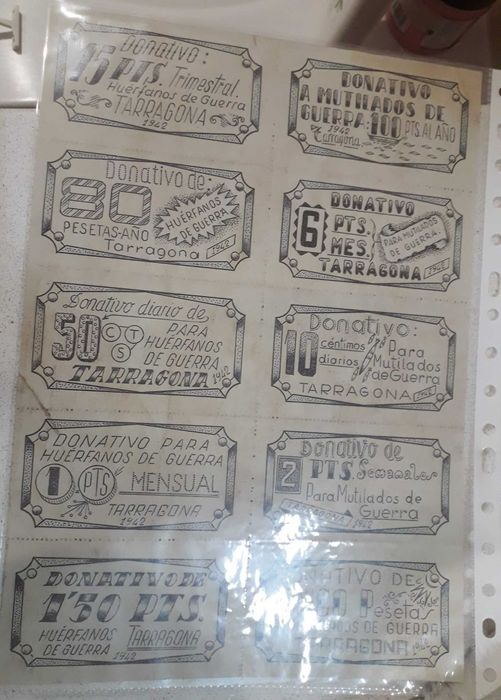 Donativo:
15 PTS. Trimestral.
Huérfanos de Guerra
TARRAGONA
1942
DONATIVO
A MUTILADOS DE
GUERRA: 100 PTS. AL AÑO
1942
Tarragona
Donativo de-
80
HUÉRFANOS
DE GUERRA
PESETAS-AÑO
Tarragona 1942
DONATIVO
6 PTS.
MES.
PARA MUTILADOS
DE GUERRA.
TARRAGONA 1942
Donativo diario de,
50 CTS
PARA
HUÉRFANOS
DE GUERRA
TARRAGONA 1942
Donativo:
10 céntimos
diarios
Para
Mutilados
de Guerra
TARRAGONA 1942
DONATIVO PARA
HUÉRFANOS DE GUERRA
1 PTS MENSUAL
TARRAGONA
1942
Donativo de
2 PTS. Semanales
Para Mutilados de
Guerra
TARRAGONA 1942
DONATIVO DE
1'50 PTS.
HUÉRFANOS
DE GUERRA
TARRAGONA
1942
DE
Pesetas
DE GUERRA